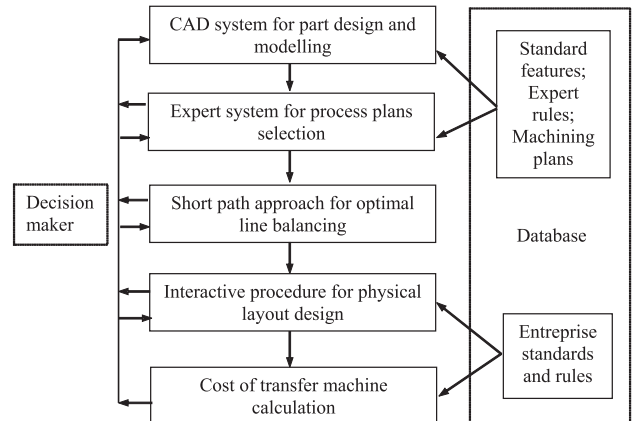 CAD system for part design and
modelling
Expert system for process plans
selection
Short path approach for optimal
line balancing
Interactive procedure for physical
layout design
Cost of transfer machine
calculation
Decision
maker
Standard
features;
Expert
rules;
Machining
plans
Database
Entreprise
standards
and rules